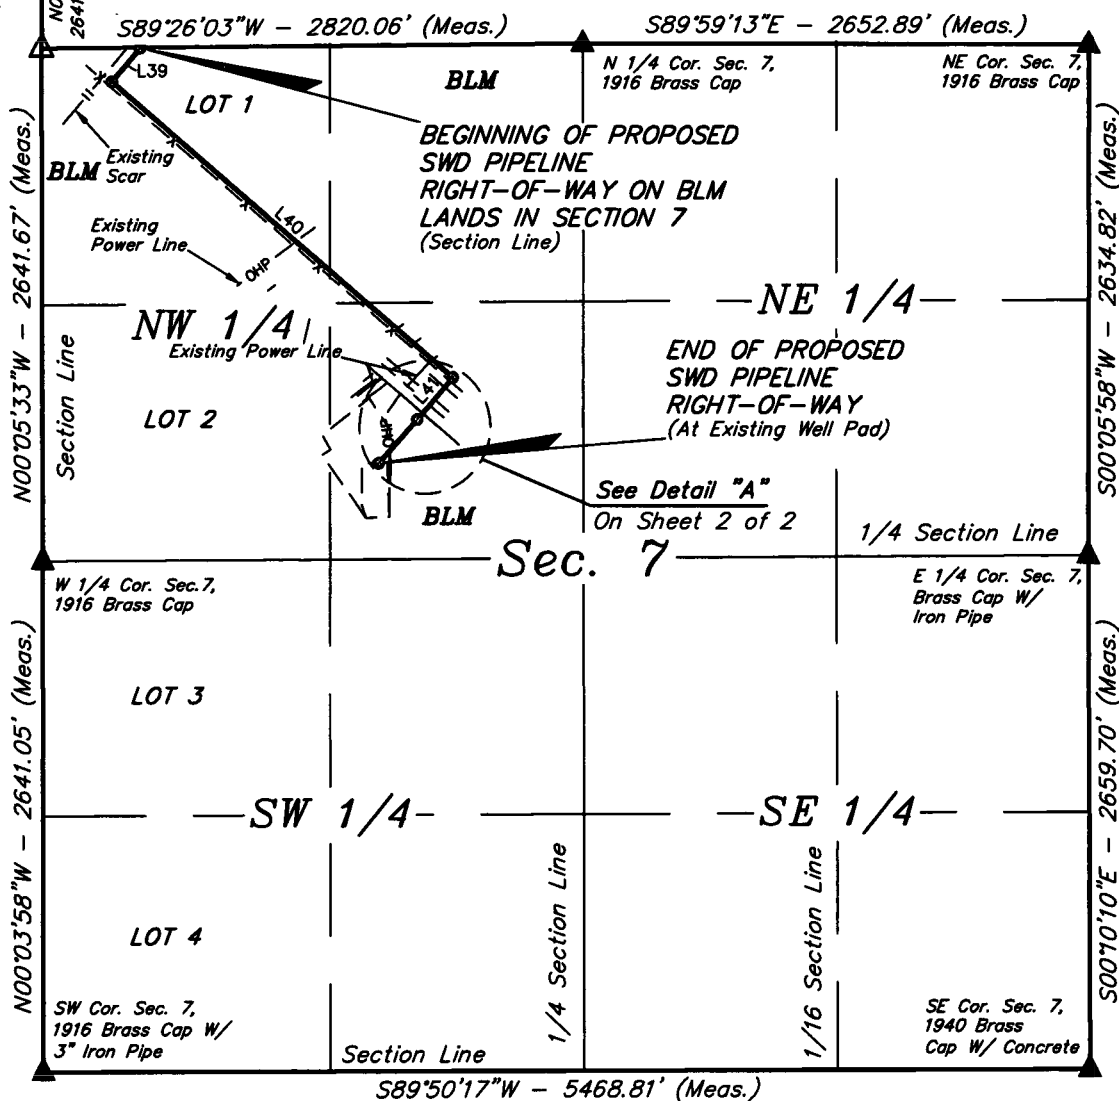 S89°26'03"W - 2820.06' (Meas.)
S89°59'13"E - 2652.89' (Meas.)
2641
L39
LOT 1
BLM
N 1/4 Cor. Sec. 7,
1916 Brass Cap
NE Cor. Sec. 7,
1916 Brass Cap
BEGINNING OF PROPOSED
SWD PIPELINE
RIGHT-OF-WAY ON BLM
LANDS IN SECTION 7
(Section Line)
Existing
Scar
BLM
Existing
Power Line
L40
OHP
N00°05'33"W - 2641.67' (Meas.)
S00°05'58"W - 2634.82' (Meas.)
NW 1/4
NE 1/4
Existing Power Line
Section Line
LOT 2
L41
OHP
END OF PROPOSED
SWD PIPELINE
RIGHT-OF-WAY
(At Existing Well Pad)
See Detail "A"
On Sheet 2 of 2
BLM
1/4 Section Line
Sec. 7
W 1/4 Cor. Sec.7,
1916 Brass Cap
E 1/4 Cor. Sec. 7,
Brass Cap W/
Iron Pipe
LOT 3
N00°03'58"W - 2641.05' (Meas.)
S00°10'10"E - 2659.70' (Meas.)
SW 1/4
SE 1/4
1/4 Section Line
1/16 Section Line
LOT 4
SW Cor. Sec. 7,
1916 Brass Cap W/
3" Iron Pipe
Section Line
SE Cor. Sec. 7,
1940 Brass
Cap W/ Concrete
S89°50'17"W - 5468.81' (Meas.)